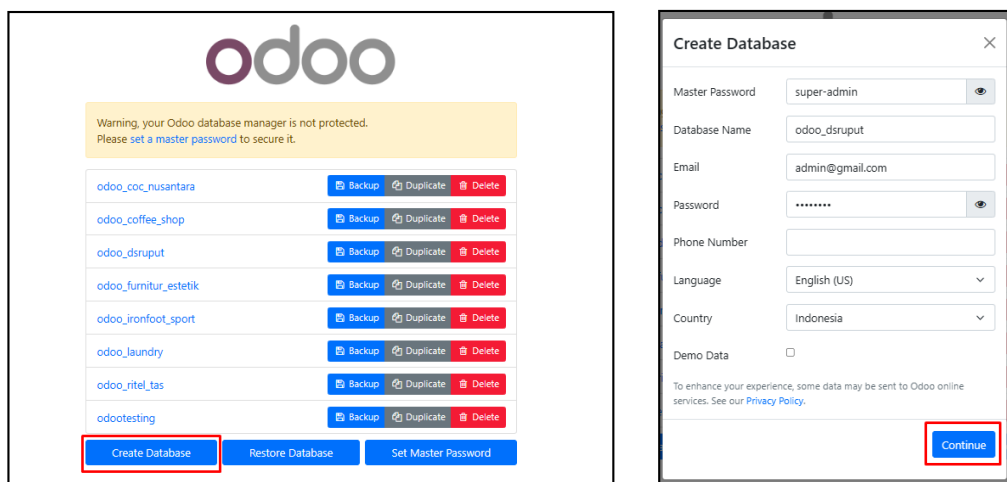 odoo
Warning, your Odoo database manager is not protected.
Please set a master password to secure it.
odoo_coc_nusantara Backup Duplicate Delete
odoo_coffee_shop Backup Duplicate Delete
odoo_dsruput Backup Duplicate Delete
odoo_furnitur_estetik Backup Duplicate Delete
odoo_ironfoot_sport Backup Duplicate Delete
odoo_laundry Backup Duplicate Delete
odoo_ritel_tas Backup Duplicate Delete
odootesting Backup Duplicate Delete
Create Database Restore Database Set Master Password
Create Database
Master Password super-admin
Database Name odoo_dsruput
Email admin@gmail.com
Password ••••••••
Phone Number
Language English (US)
Country Indonesia
Demo Data
To enhance your experience, some data may be sent to Odoo online
services. See our Privacy Policy.
Continue